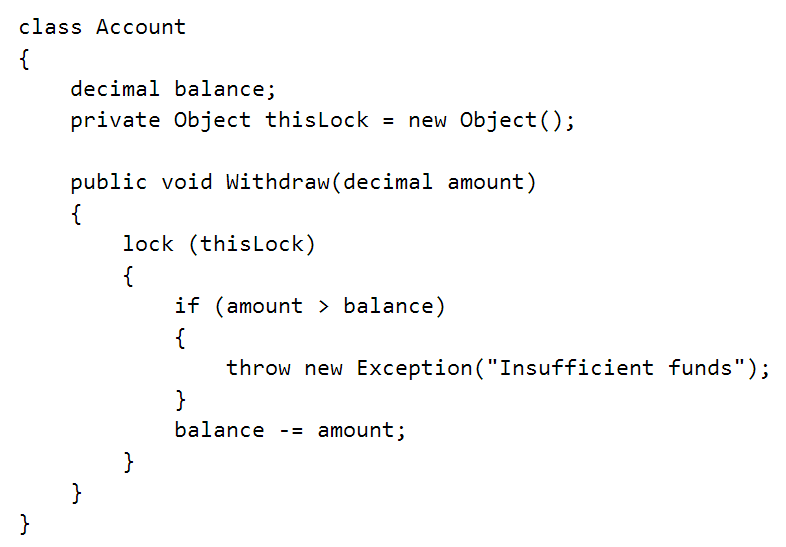 class Account
{
    decimal balance;
    private Object thisLock = new Object();

    public void Withdraw(decimal amount)
    {
        lock (thisLock)
        {
            if (amount > balance)
            {
                throw new Exception("Insufficient funds");
            }
            balance -= amount;
        }
    }
}